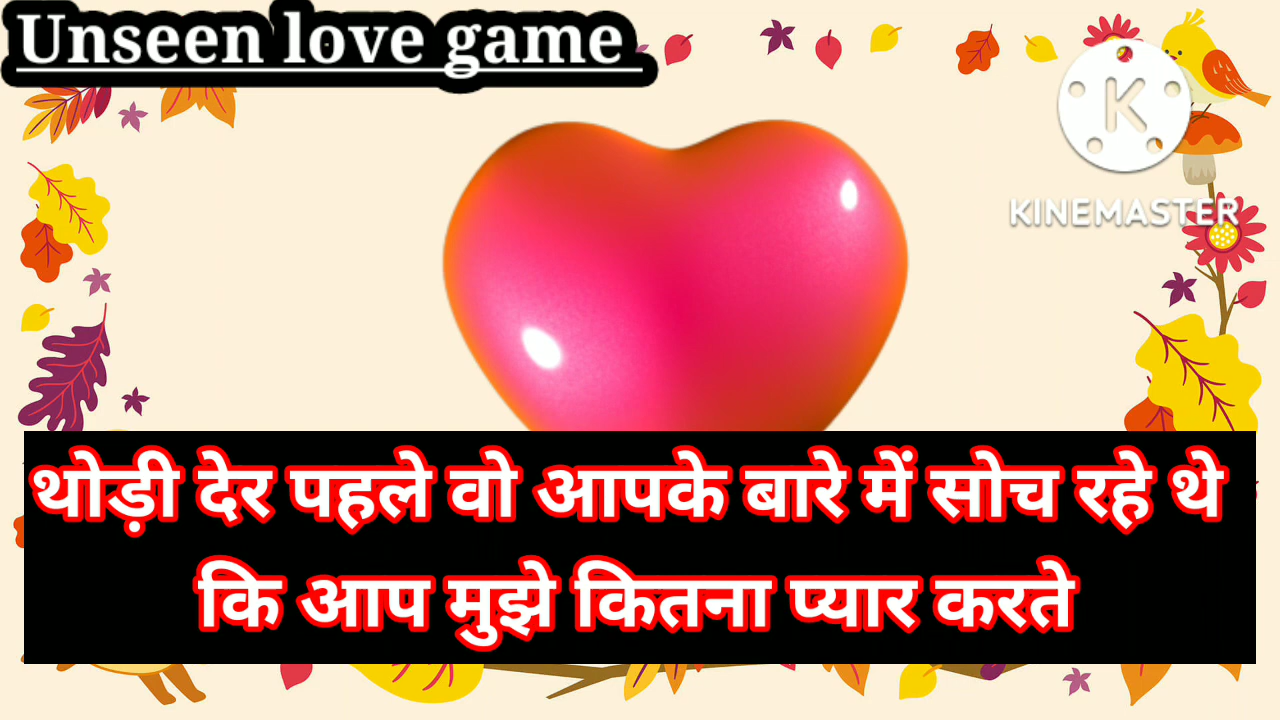 Unseen love game
KINEMASTER
थोड़ी देर पहले वो आपके बारे में सोच रहे थे
कि आप मुझे कितना प्यार करते